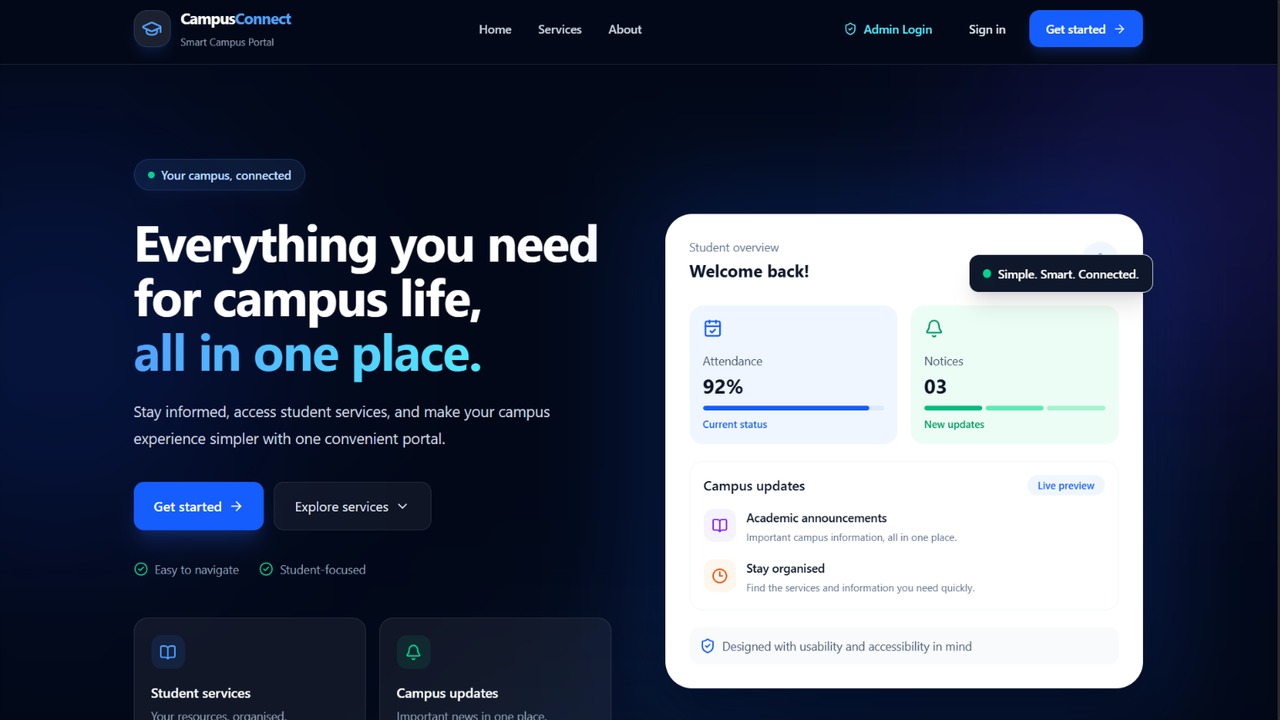 CampusConnect
Smart Campus Portal
Home
Services
About
Admin Login
Sign in
Get started
Your campus, connected
Everything you need
for campus life,
all in one place.
Stay informed, access student services, and make your campus
experience simpler with one convenient portal.
Get started
Explore services
Easy to navigate
Student-focused
Student services
Your resources, organised.
Campus updates
Important news in one place.
Student overview
Welcome back!
Simple. Smart. Connected.
Attendance
92%
Current status
Notices
03
New updates
Campus updates
Live preview
Academic announcements
Important campus information, all in one place.
Stay organised
Find the services and information you need quickly.
Designed with usability and accessibility in mind